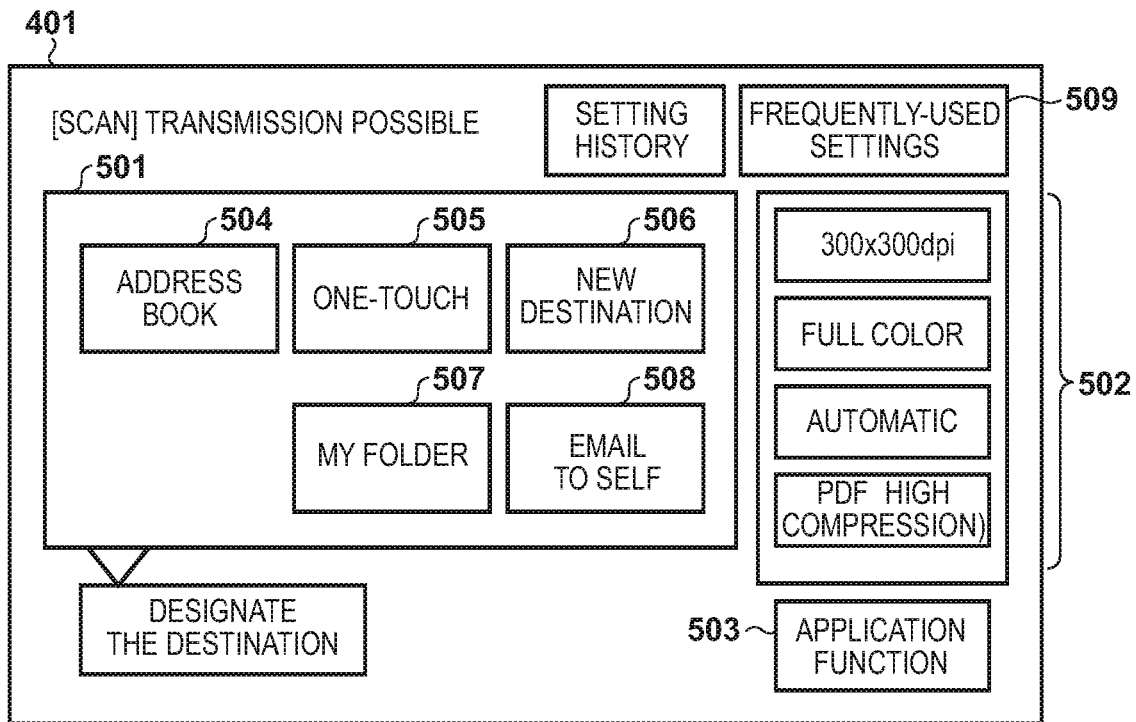 401
[SCAN] TRANSMISSION POSSIBLE
SETTING
HISTORY
FREQUENTLY-USED
SETTINGS
509
501
504
ADDRESS
BOOK
505
ONE-TOUCH
506
NEW
DESTINATION
507
MY FOLDER
508
EMAIL
TO SELF
300x300dpi
FULL COLOR
AUTOMATIC
PDF HIGH
COMPRESSION)
502
DESIGNATE
THE DESTINATION
503
APPLICATION
FUNCTION